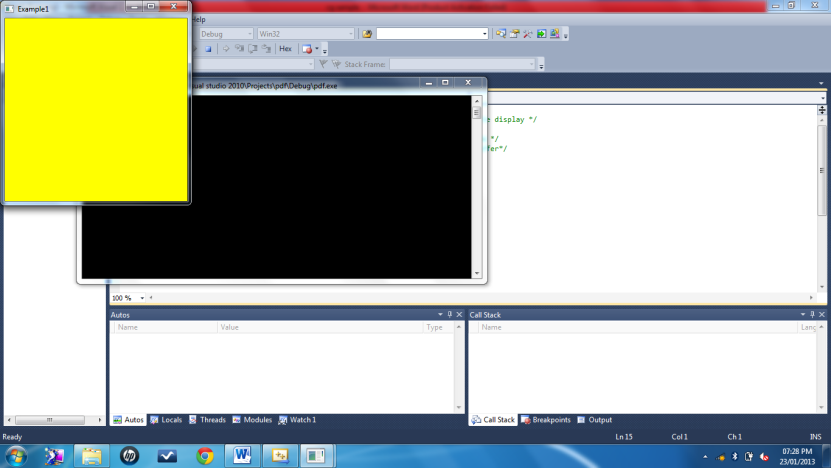 Example1
Help
Debug
Win32
Hex
Stack Frame:
ual studio 2010\Projects\pdf\Debug\pdf.exe
e display */
*/
fer*/
100 %
Autos
Name
Value
Type
Call Stack
Name
Lang
Autos
Locals
Threads
Modules
Watch 1
Call Stack
Breakpoints
Output
Ready
Ln 15
Col 1
Ch 1
INS
07:28 PM
23/01/2013